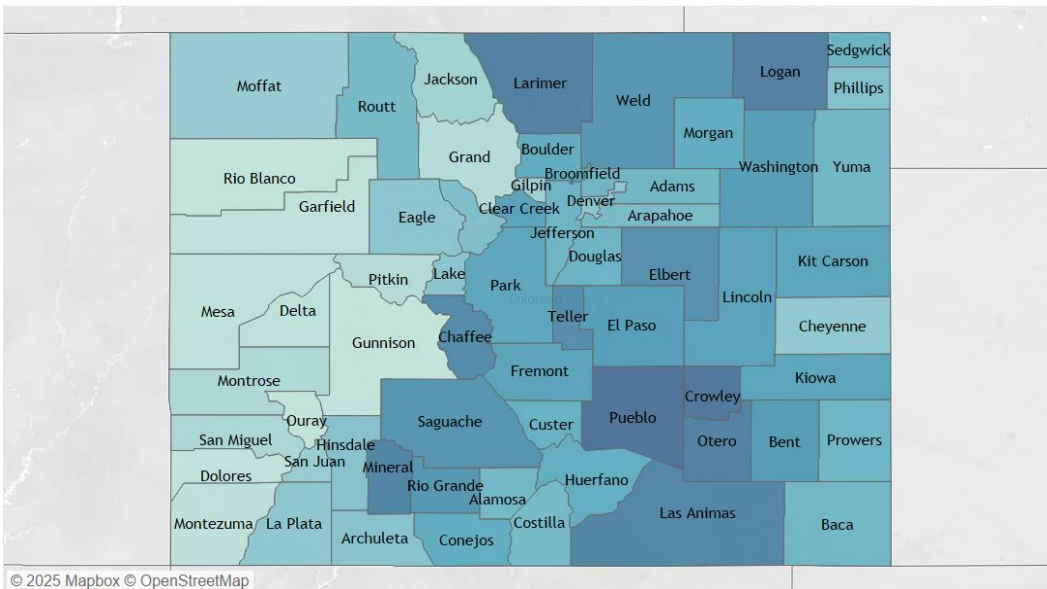 Sedgwick
Logan
Jackson
Larimer
Moffat
Phillips
Weld
Routt
Morgan
Boulder
Grand
Washington
Yuma
Broomfield
Rio Blanco
Gilpin
Adams
Denver
Garfield
Clear Creek
Eagle
Arapahoe
Jefferson
Douglas
Kit Carson
Lake
Elbert
Pitkin
Park
Lincoln
Colorado
Mesa
Delta
Teller
El Paso
Cheyenne
Chaffee
Gunnison
Fremont
Kiowa
Montrose
Crowley
Pueblo
Ouray
Saguache
Custer
San Miguel
Otero
Bent
Prowers
Hinsdale
San Juan
Mineral
Dolores
Huerfano
Rio Grande
Alamosa
Las Animas
Montezuma
La Plata
Costilla
Baca
Archuleta
Conejos
© 2025 Mapbox © OpenStreetMap